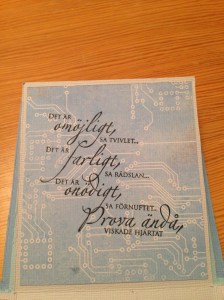 DET ÄR
omöjligt,
SA TVIVLET...
DET ÄR
farligt,
SA RÄDSLAN...
DET ÄR
onödigt,
SA FÖRNUFTET...
Prova ändå,
VISKADE HJÄRTAT